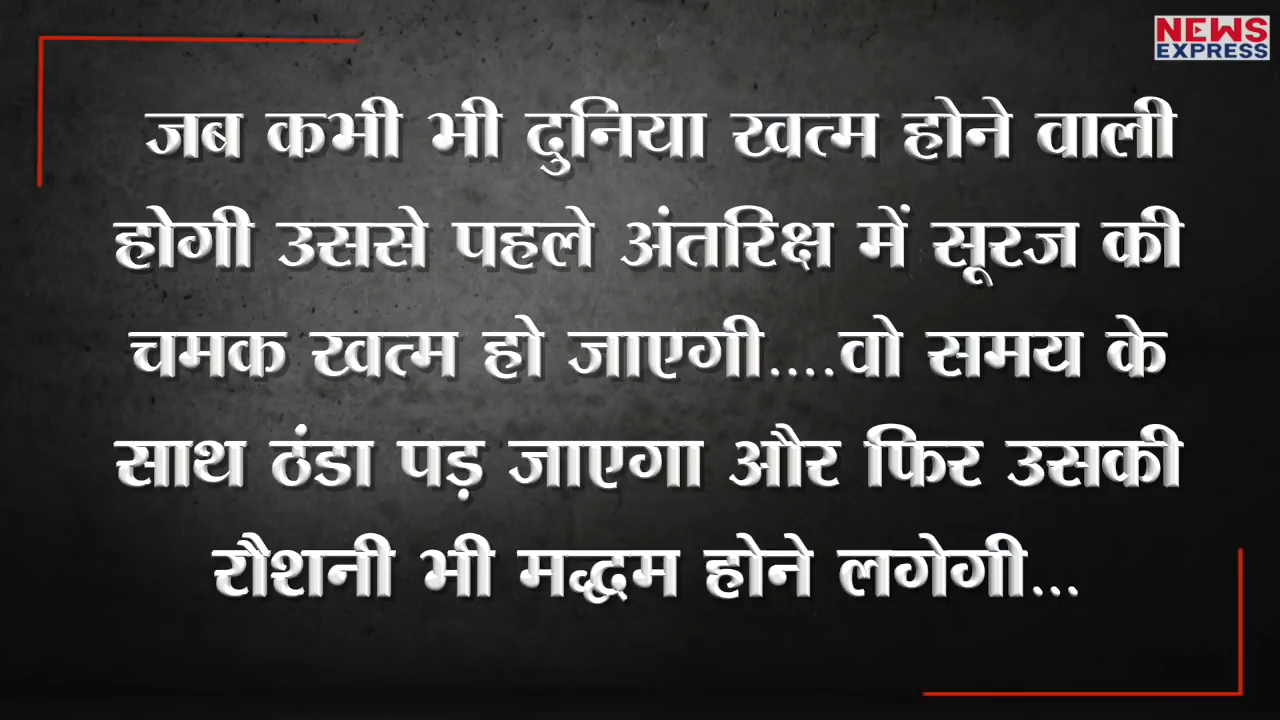 NEWS
EXPRESS
जब कभी भी दुनिया खत्म होने वाली
होगी उससे पहले अंतरिक्ष में सूरज की
चमक खत्म हो जाएगी....वो समय के
साथ ठंडा पड़ जाएगा और फिर उसकी
रौशनी भी मद्धम होने लगेगी...